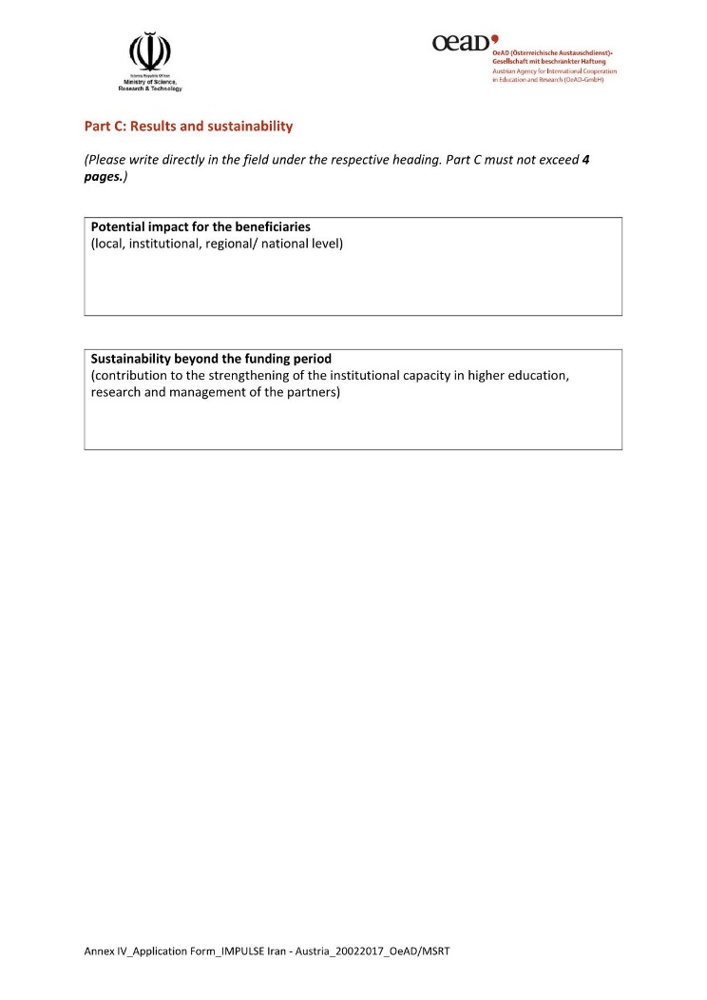 Islamic Republic Of Iran
Ministry of Science,
Research & Technology
oead'
OeAD (Österreichische Austauschdienst)-
Gesellschaft mit beschränkter Haftung
Austrian Agency for International Cooperation
in Education and Research (OeAD-GmbH)
Part C: Results and sustainability
(Please write directly in the field under the respective heading. Part C must not exceed 4
pages.)
Potential impact for the beneficiaries
(local, institutional, regional/ national level)
Sustainability beyond the funding period
(contribution to the strengthening of the institutional capacity in higher education,
research and management of the partners)
Annex IV_Application Form_IMPULSE Iran - Austria_20022017_OeAD/MSRT